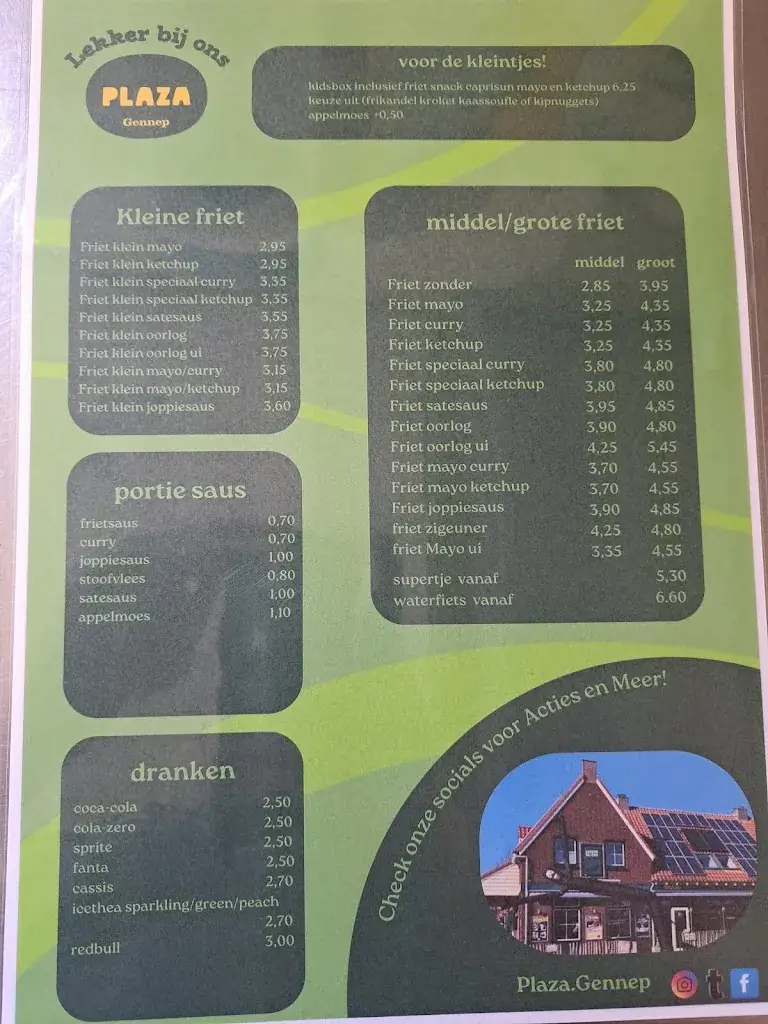 Lekker bij ons
PLAZA
Gennep
voor de kleintjes!
kidsbox inclusief friet snack caprisun mayo en ketchup 6,25
keuze uit (frikandel kroket kaassoufle of kipnuggets)
appelmoes +0,50
Kleine friet
Friet klein mayo 2,95
Friet klein ketchup 2,95
Friet klein speciaal curry 3,35
Friet klein speciaal ketchup 3,35
Friet klein satesaus 3,55
Friet klein oorlog 3,75
Friet klein oorlog ui 3,75
Friet klein mayo/curry 3,15
Friet klein mayo/ketchup 3,15
Friet klein joppiesaus 3,60
middel/grote friet
middel groot
Friet zonder 2,85 3,95
Friet mayo 3,25 4,35
Friet curry 3,25 4,35
Friet ketchup 3,25 4,35
Friet speciaal curry 3,80 4,80
Friet speciaal ketchup 3,80 4,80
Friet satesaus 3,95 4,85
Friet oorlog 3,90 4,80
Friet oorlog ui 4,25 5,45
Friet mayo curry 3,70 4,55
Friet mayo ketchup 3,70 4,55
Friet joppiesaus 3,90 4,85
friet zigeuner 4,25 4,80
friet Mayo ui 3,35 4,55
supertje vanaf 5,30
waterfiets vanaf 6.60
portie saus
frietsaus 0,70
curry 0,70
joppiesaus 1,00
stoofvlees 0,80
satesaus 1,00
appelmoes 1,10
dranken
coca-cola 2,50
cola-zero 2,50
sprite 2,50
fanta 2,50
cassis 2,70
icethea sparkling/green/peach
2,70
redbull 3,00
Check onze socials voor Acties en Meer!
Plaza.Gennep